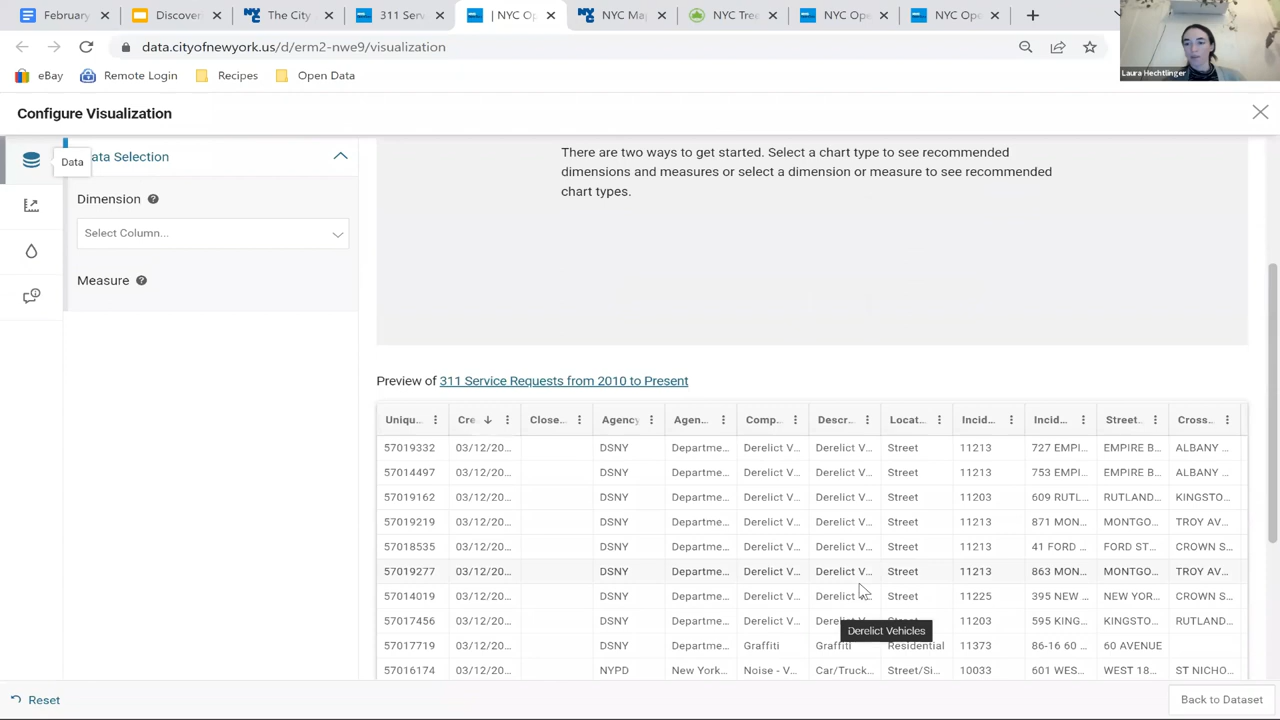 February
Discove
The City
311 Serv
| NYC Op
NYC Ma
NYC Tre
NYC Ope
NYC Ope
data.cityofnewyork.us/d/erm2-nwe9/visualization
eBay
Remote Login
Recipes
Open Data
Laura Hechtlinger
Configure Visualization
Data
ata Selection
There are two ways to get started. Select a chart type to see recommended
dimensions and measures or select a dimension or measure to see recommended
chart types.
Dimension
Select Column...
Measure
Preview of 311 Service Requests from 2010 to Present
Uniqu... Cre Close... Agency Agen... Comp... Descr... Locat... Incid... Incid... Street... Cross...
57019332 03/12/20... DSNY Departme... Derelict V... Derelict V... Street 11213 727 EMPI... EMPIRE B... ALBANY ...
57014497 03/12/20... DSNY Departme... Derelict V... Derelict V... Street 11213 753 EMPI... EMPIRE B... ALBANY ...
57019162 03/12/20... DSNY Departme... Derelict V... Derelict V... Street 11203 609 RUTL... RUTLAND... KINGSTO...
57019219 03/12/20... DSNY Departme... Derelict V... Derelict V... Street 11213 871 MON... MONTGO... TROY AV...
57018535 03/12/20... DSNY Departme... Derelict V... Derelict V... Street 11213 41 FORD ... FORD ST... CROWN S...
57019277 03/12/20... DSNY Departme... Derelict V... Derelict V... Street 11213 863 MON... MONTGO... TROY AV...
57014019 03/12/20... DSNY Departme... Derelict V... Derelict V... Street 11225 395 NEW ... NEW YOR... CROWN S...
57017456 03/12/20... DSNY Departme... Derelict V... Derelict V... Street 11203 595 KING... KINGSTO... RUTLAND...
Derelict Vehicles
57017719 03/12/20... DSNY Departme... Graffiti Graffiti Residential 11373 86-16 60 ... 60 AVENUE
57016174 03/12/20... NYPD New York... Noise - V... Car/Truck... Street/Si... 10033 601 WES... WEST 18... ST NICHO...
Reset
Back to Dataset